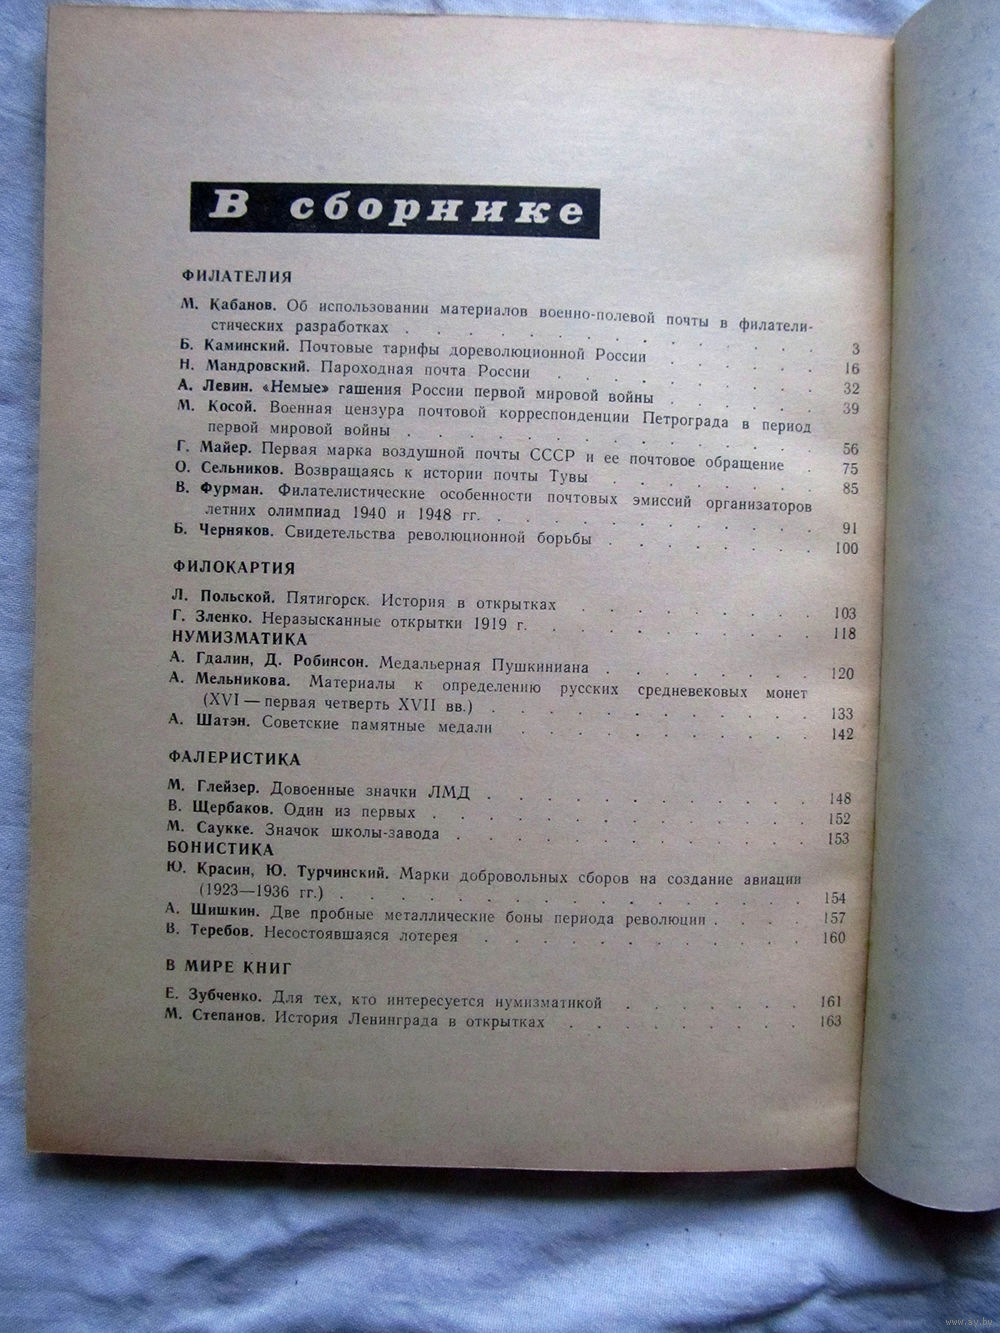 В сборнике
ФИЛАТЕЛИЯ
М. Кабанов. Об использовании материалов военно-полевой почты в филатели-
стических разработках . . . . . . . . . . . . 3
Б. Каминский. Почтовые тарифы дореволюционной России . . . . . 16
Н. Мандровский. Пароходная почта России . . . . . . . . 32
А. Левин. «Немые» гашения России первой мировой войны . . . . . 39
М. Косой. Военная цензура почтовой корреспонденции Петрограда в период
первой мировой войны . . . . . . . . . . . . 56
Г. Майер. Первая марка воздушной почты СССР и ее почтовое обращение . 75
О. Сельников. Возвращаясь к истории почты Тувы . . . . . . 85
В. Фурман. Филателистические особенности почтовых эмиссий организаторов
летних олимпиад 1940 и 1948 гг. . . . . . . . . . 91
Б. Черняков. Свидетельства революционной борьбы . . . . . . 100
ФИЛОКАРТИЯ
Л. Польской. Пятигорск. История в открытках . . . . . . . 103
Г. Зленко. Неразысканные открытки 1919 г. . . . . . . . . 118
НУМИЗМАТИКА
А. Гдалин, Д. Робинсон. Медальерная Пушкиниана . . . . . . 120
А. Мельникова. Материалы к определению русских средневековых монет
(XVI — первая четверть XVII вв.) . . . . . . . . . 133
А. Шатэн. Советские памятные медали . . . . . . . . . 142
ФАЛЕРИСТИКА
М. Глейзер. Довоенные значки ЛМД . . . . . . . . . . 148
В. Щербаков. Один из первых . . . . . . . . . . . 152
М. Саукке. Значок школы-завода . . . . . . . . . . 153
БОНИСТИКА
Ю. Красин, Ю. Турчинский. Марки добровольных сборов на создание авиации
(1923—1936 гг.) . . . . . . . . . . . . . . 154
А. Шишкин. Две пробные металлические боны периода революции . . . 157
В. Теребов. Несостоявшаяся лотерея . . . . . . . . . . 160
В МИРЕ КНИГ
Е. Зубченко. Для тех, кто интересуется нумизматикой . . . . . . 161
М. Степанов. История Ленинграда в открытках . . . . . . . 163
www.ay.by